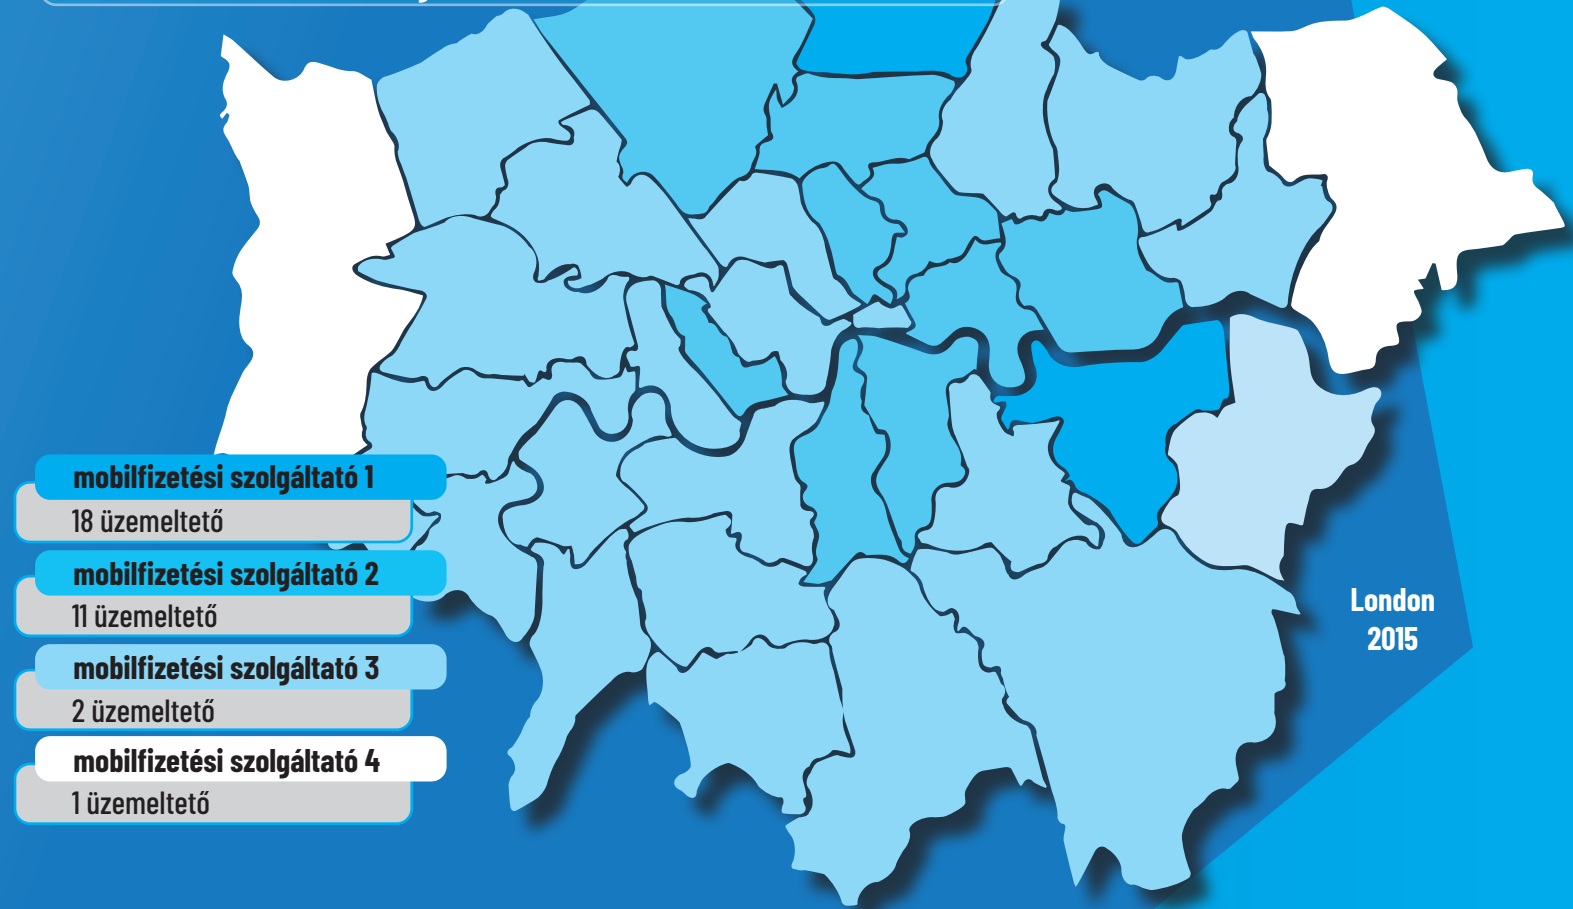 mobilfizetési szolgáltató 1
18 üzemeltető
mobilfizetési szolgáltató 2
11 üzemeltető
mobilfizetési szolgáltató 3
2 üzemeltető
mobilfizetési szolgáltató 4
1 üzemeltető
London
2015